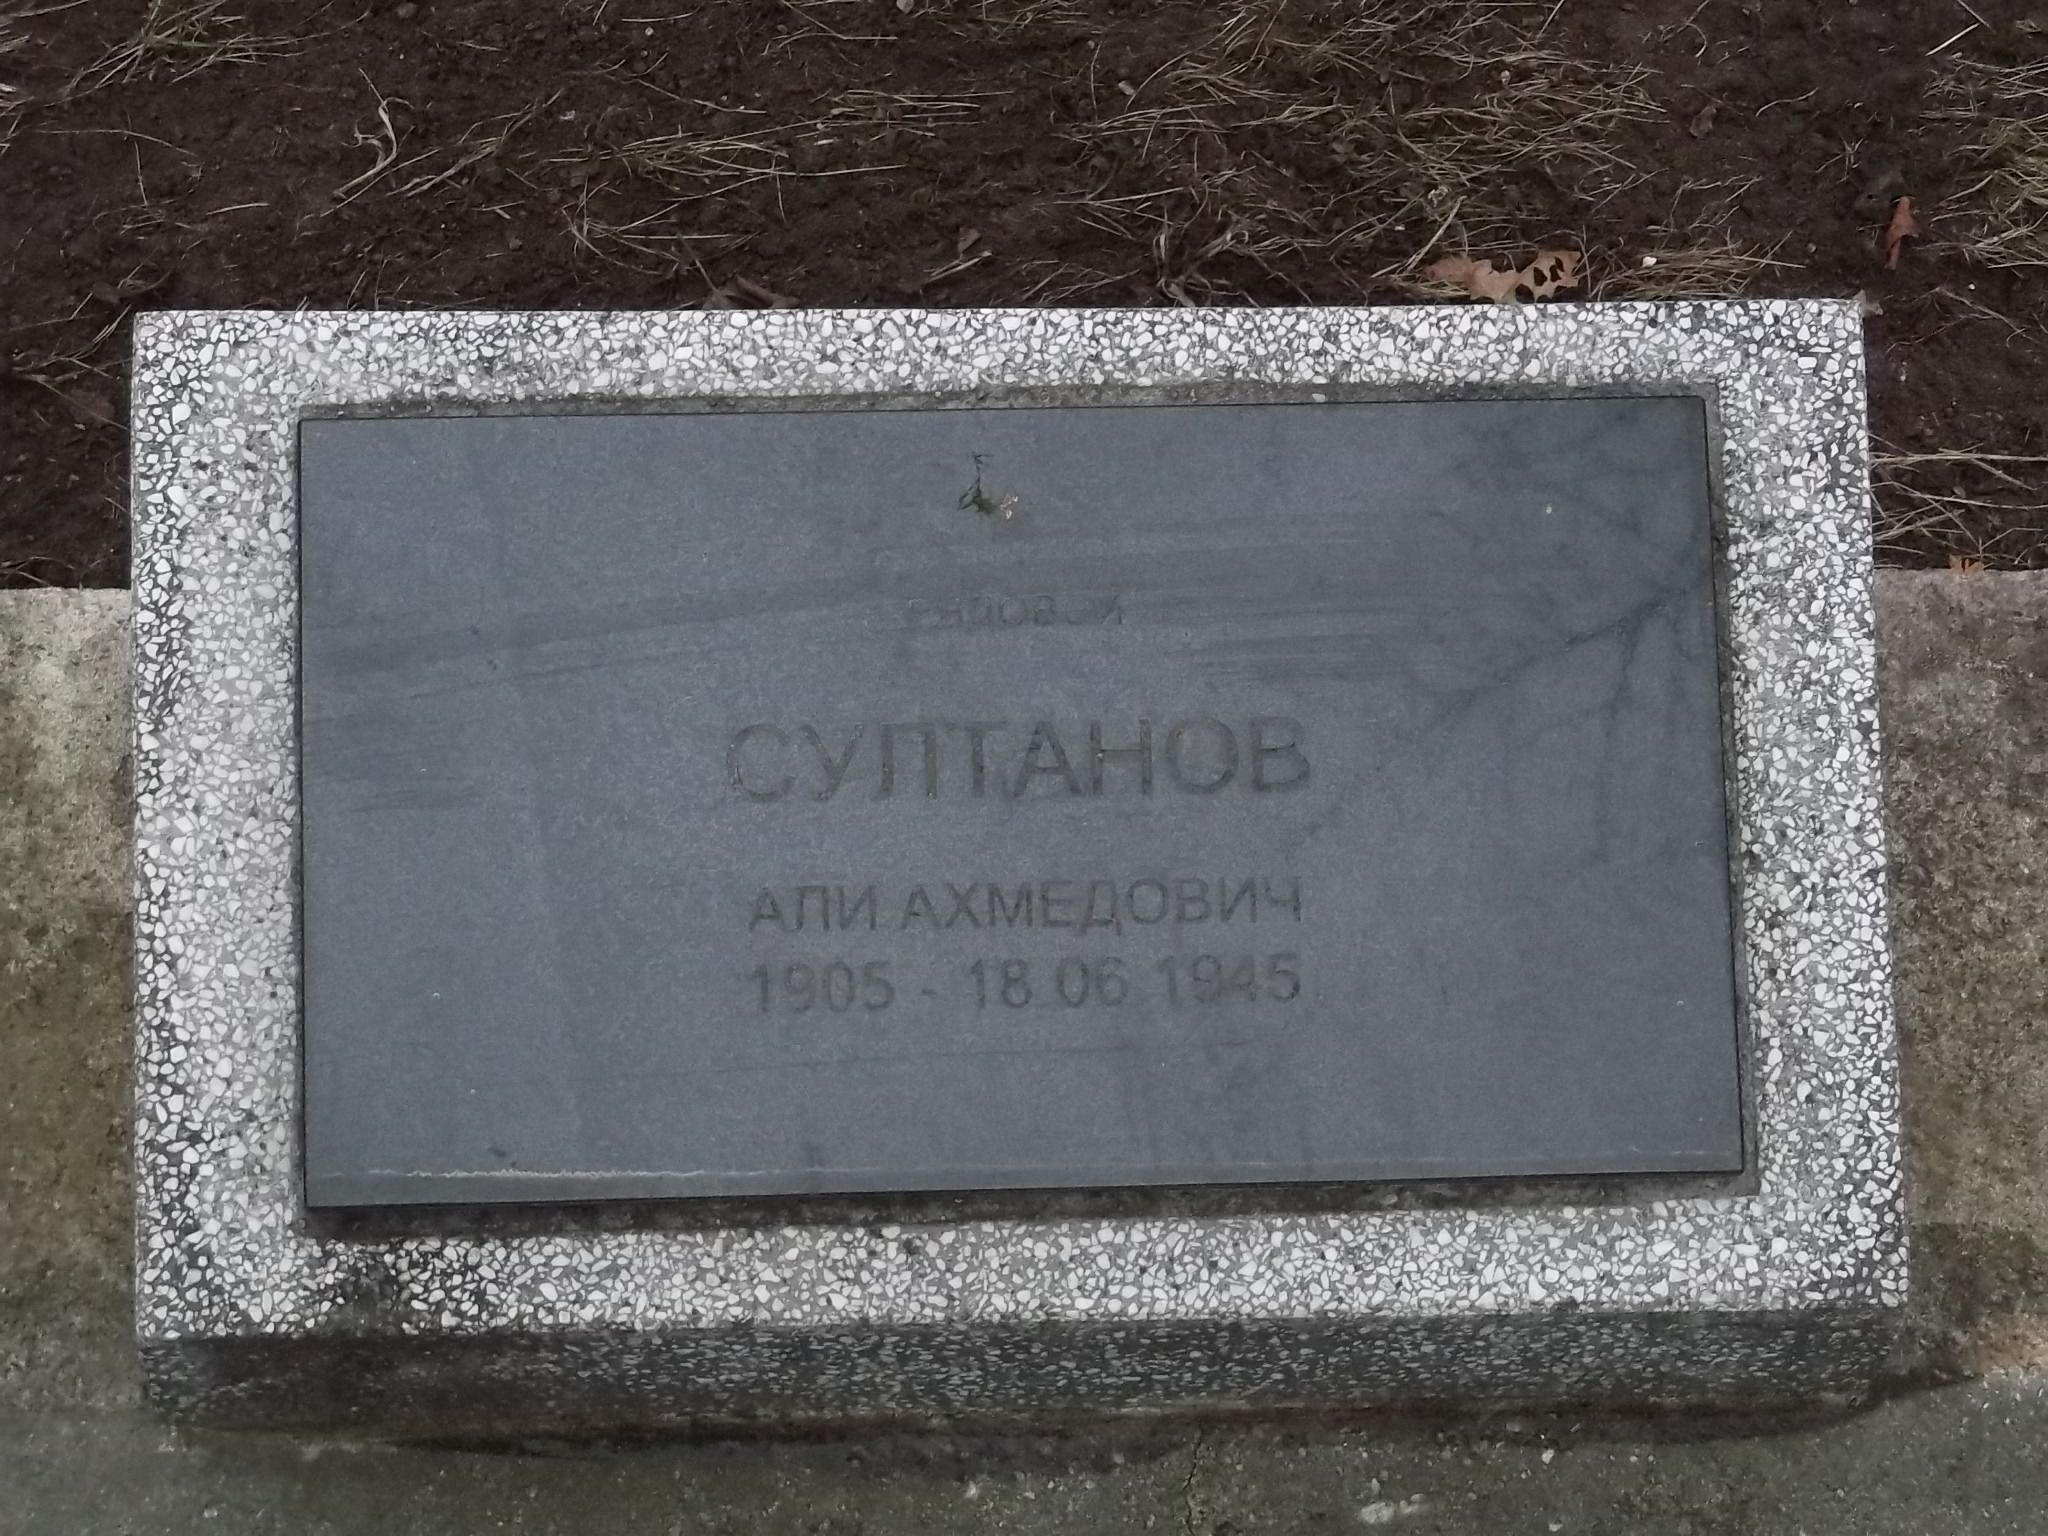 РЯДОВОЙ
СУЛТАНОВ
АЛИ АХМЕДОВИЧ
1905 - 18.06.1945